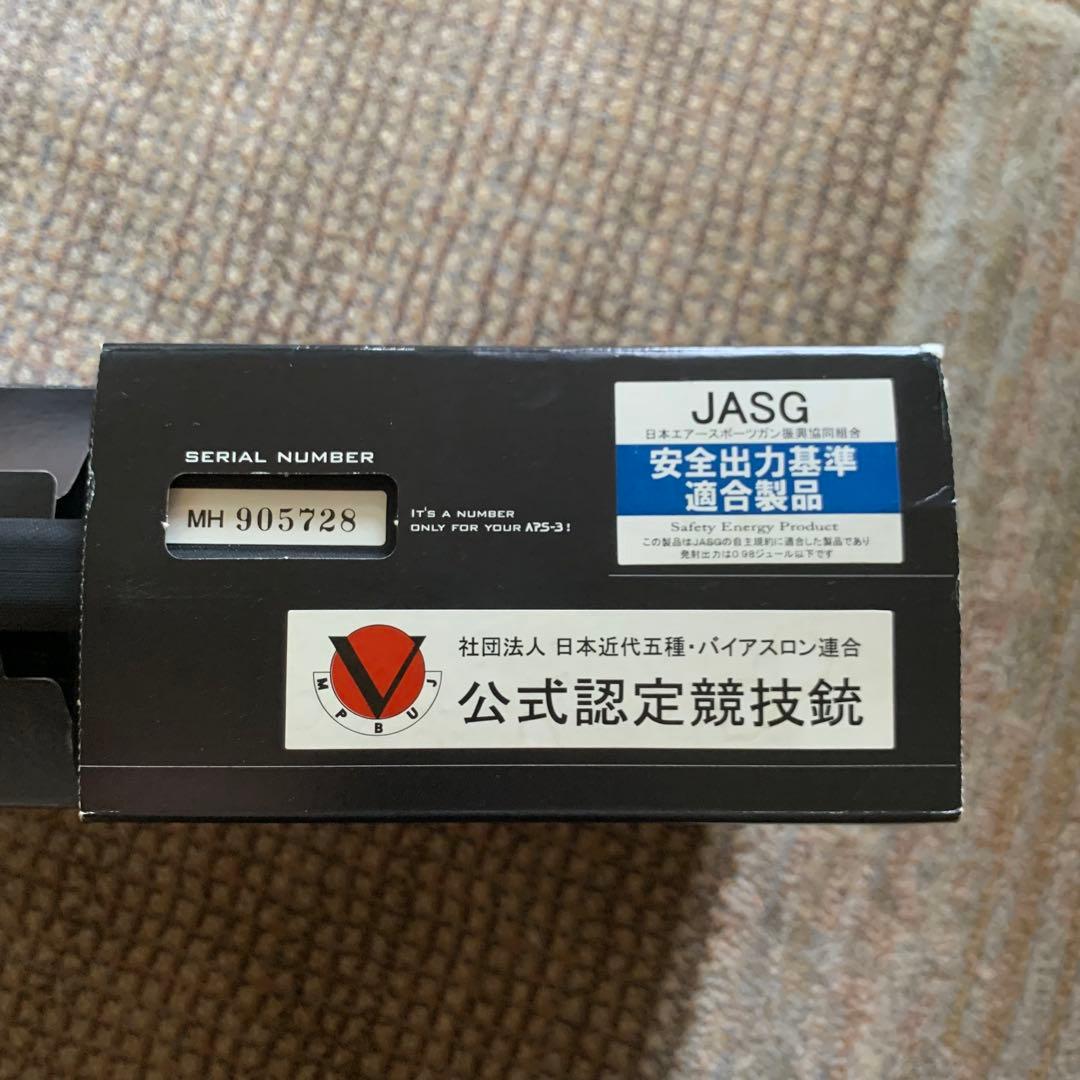 SERIAL NUMBER
MH 905728
IT'S A NUMBER
ONLY FOR YOUR APS-3!
JASG
日本エアースポーツガン振興協同組合
安全出力基準
適合製品
Safety Energy Product
この製品はJASGの自主規約に適合した製品であり
発射出力は0.98ジュール以下です
V
MPBUJ
社団法人 日本近代五種・バイアスロン連合
公式認定競技銃